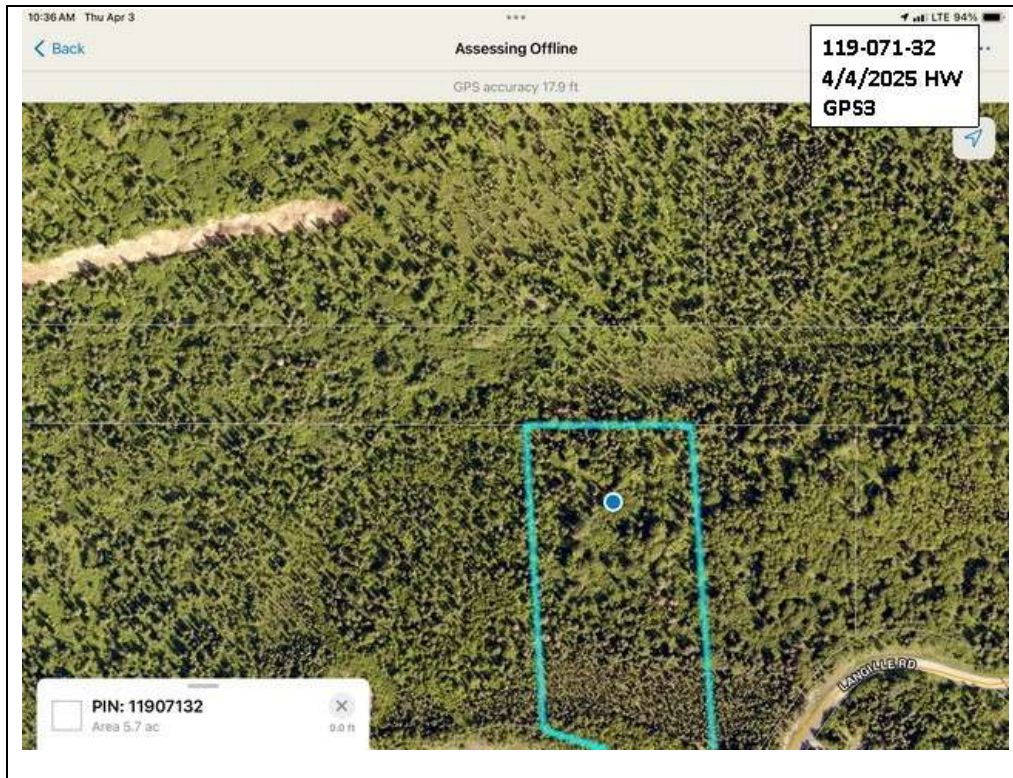 10:36 AM Thu Apr 3
LTE 94%
Back
Assessing Offline
119-071-32
4/4/2025 HW
GPS3
GPS accuracy 17.9 ft
LANGILLE RD
PIN: 11907132
Area 5.7 ac
0.0 ft